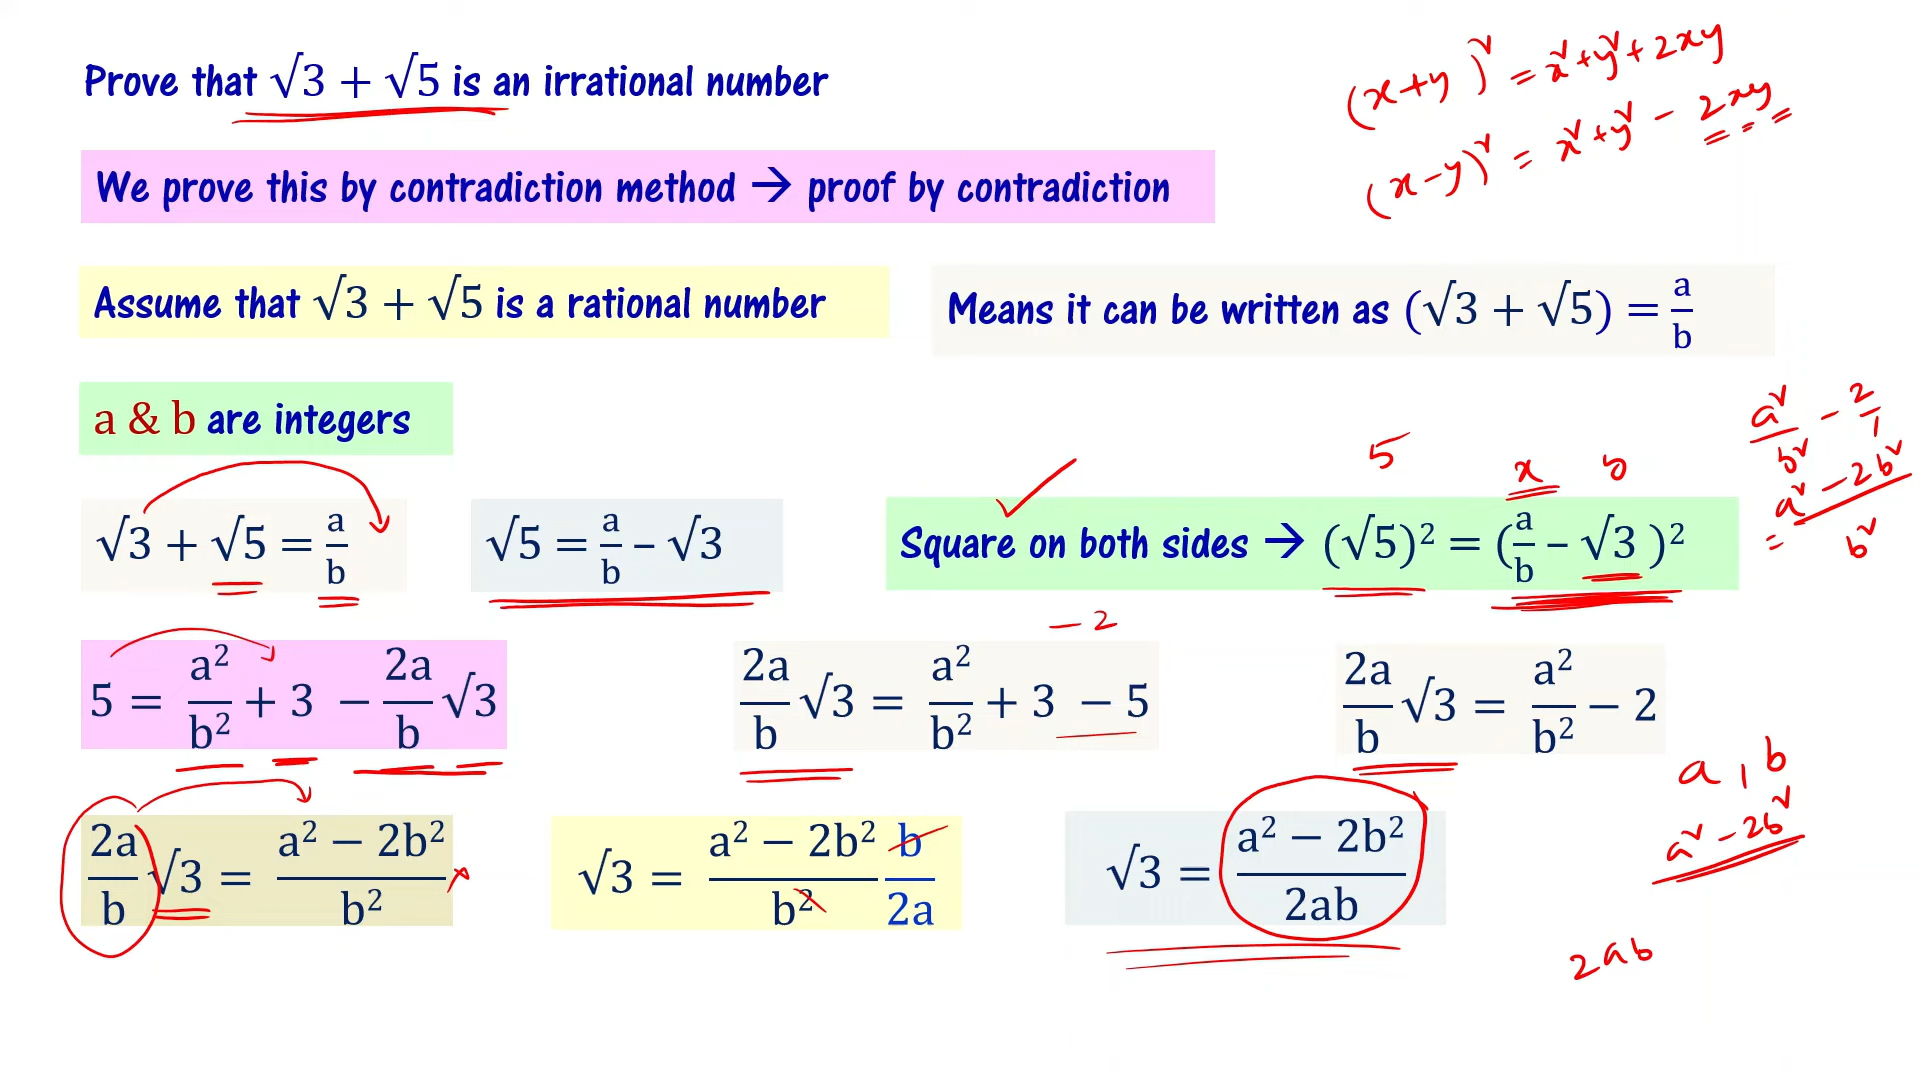 Prove that √3 + √5 is an irrational number
(x+y)² = x²+y²+2xy
(x−y)² = x²+y² − 2xy
We prove this by contradiction method → proof by contradiction
Assume that √3 + √5 is a rational number
Means it can be written as (√3 + √5) = a/b
a & b are integers
a²/b² − 2/1
= a² − 2b² / b²
5
x b
√3 + √5 = a/b
√5 = a/b – √3
Square on both sides → (√5)² = (a/b – √3 )²
− 2
5 = a²/b² + 3 − 2a/b √3
2a/b √3 = a²/b² + 3 − 5
2a/b √3 = a²/b² − 2
a, b
a² − 2b²
2a/b √3 = a² − 2b² / b²
√3 = a² − 2b² / b² b/2a
√3 = a² − 2b² / 2ab
2ab